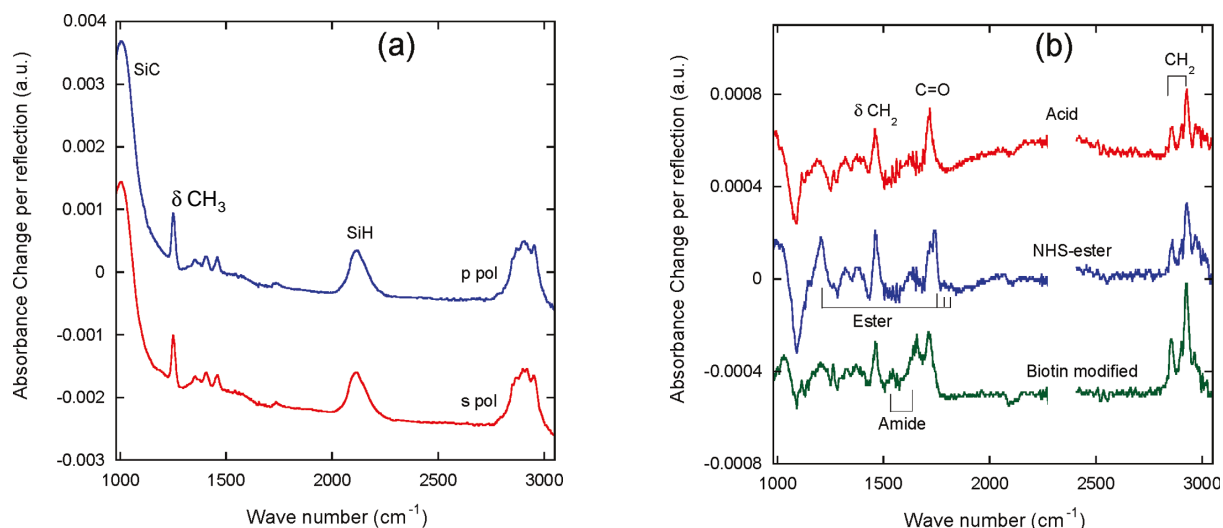 (a)
0.004
0.003
0.002
0.001
0
-0.001
-0.002
-0.003
Absorbance Change per reflection (a.u.)
SiC
δ CH₃
SiH
p pol
s pol
1000 1500 2000 2500 3000
Wave number (cm⁻¹)
(b)
0.0008
0.0004
0
-0.0004
-0.0008
Absorbance Change per reflection (a.u.)
CH₂
C=O
δ CH₂
Acid
NHS-ester
Ester
Biotin modified
Amide
1000 1500 2000 2500 3000
Wave number (cm⁻¹)